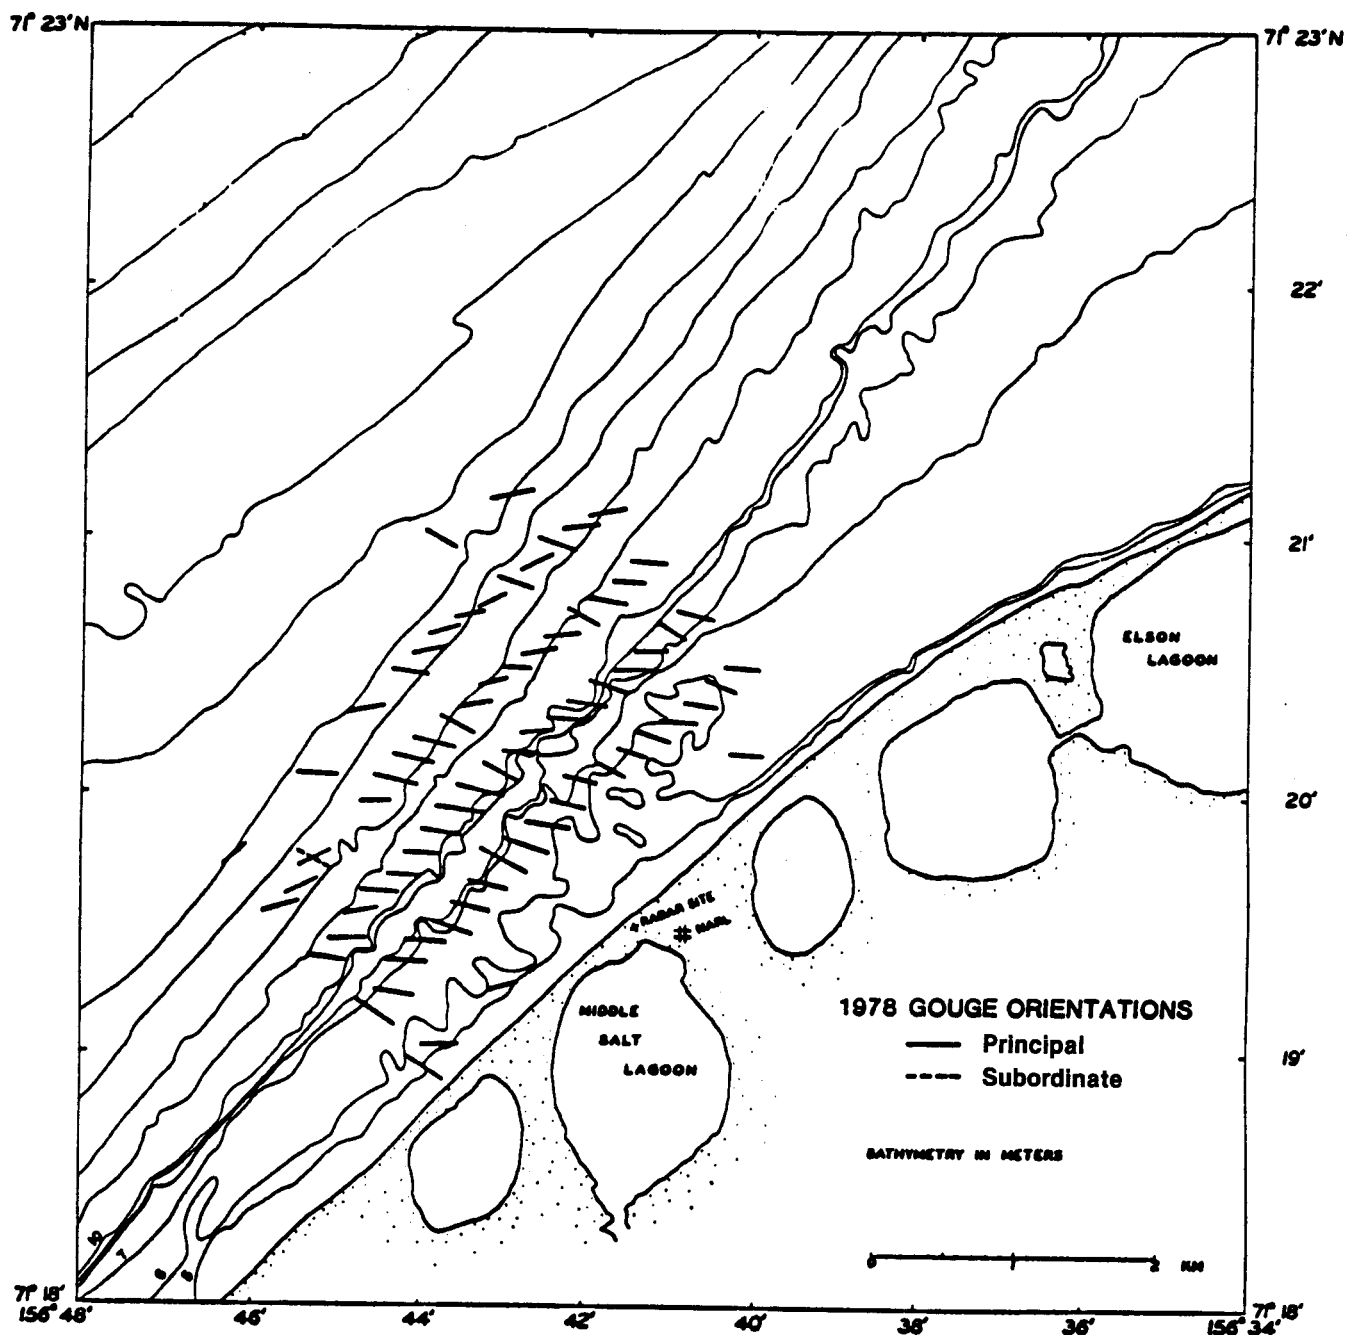 71° 23'N
71° 23'N
22'
21'
ELSON
LAGOON
20'
+ RADAR SITE
# NARL
MIDDLE
SALT
LAGOON
1978 GOUGE ORIENTATIONS
Principal
Subordinate
19'
BATHYMETRY IN METERS
10
7
0
2 KM
71° 18'
156° 48'
46'
44'
42'
40'
38'
36'
71° 18'
156° 34'